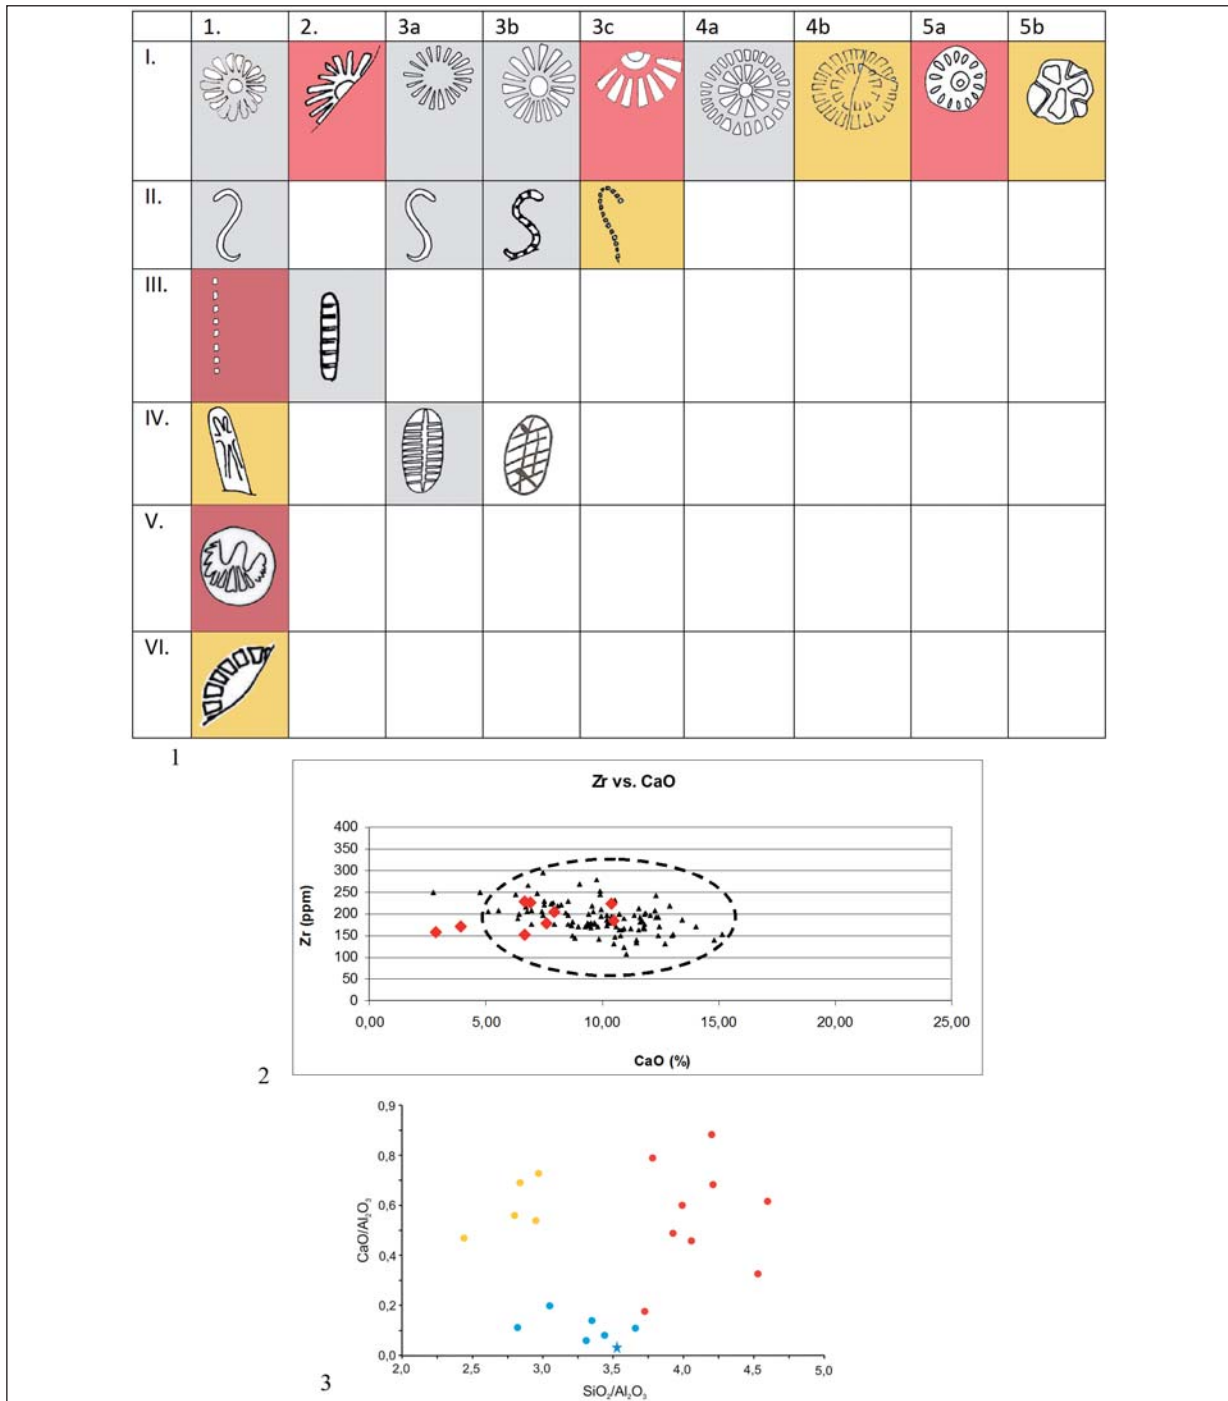 1. 2. 3a 3b 3c 4a 4b 5a 5b
I.
II.
III.
IV.
V.
VI.
1
Zr vs. CaO
400
350
300
250
200
150
100
50
0
Zr (ppm)
0,00 5,00 10,00 15,00 20,00 25,00
CaO (%)
2
0,9
0,8
0,6
0,4
0,2
0,0
CaO/Al₂O₃
2,0 2,5 3,0 3,5 4,0 4,5 5,0
SiO₂/Al₂O₃
3